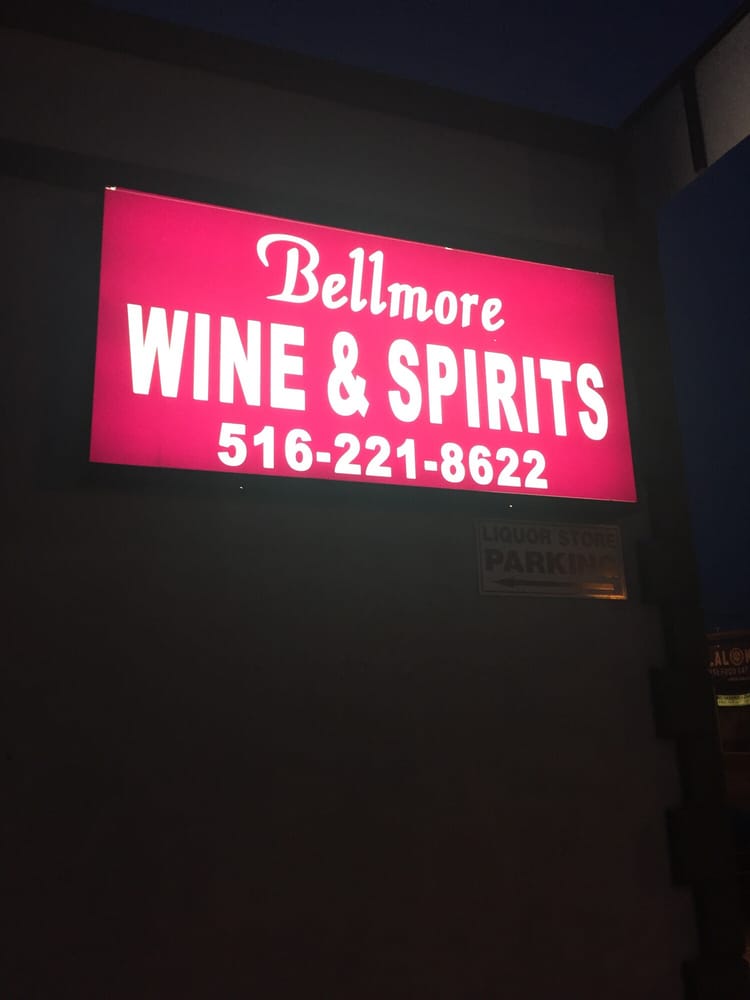 Bellmore
WINE & SPIRITS
516-221-8622
LIQUOR STORE
PARKING